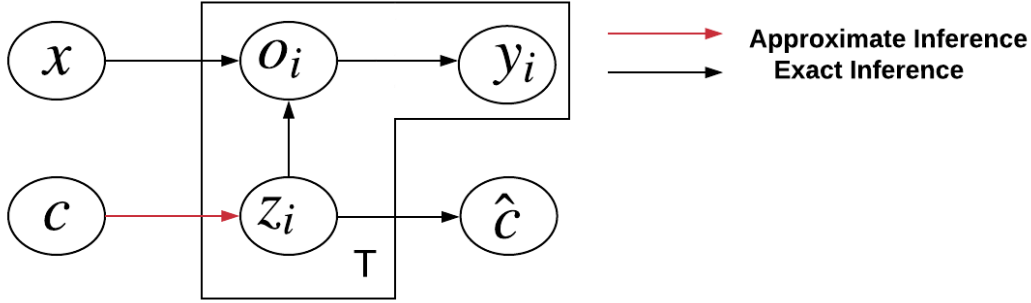 x
o_i
y_i
Approximate Inference
Exact Inference
c
z_i
ĉ
T